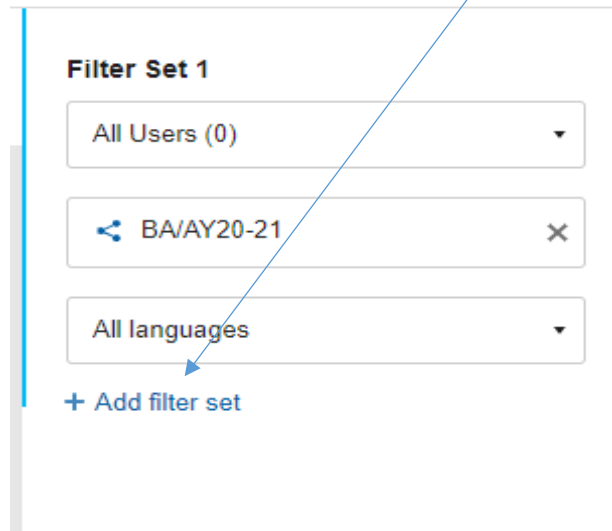 Filter Set 1
All Users (0)
BA/AY20-21
All languages
+ Add filter set